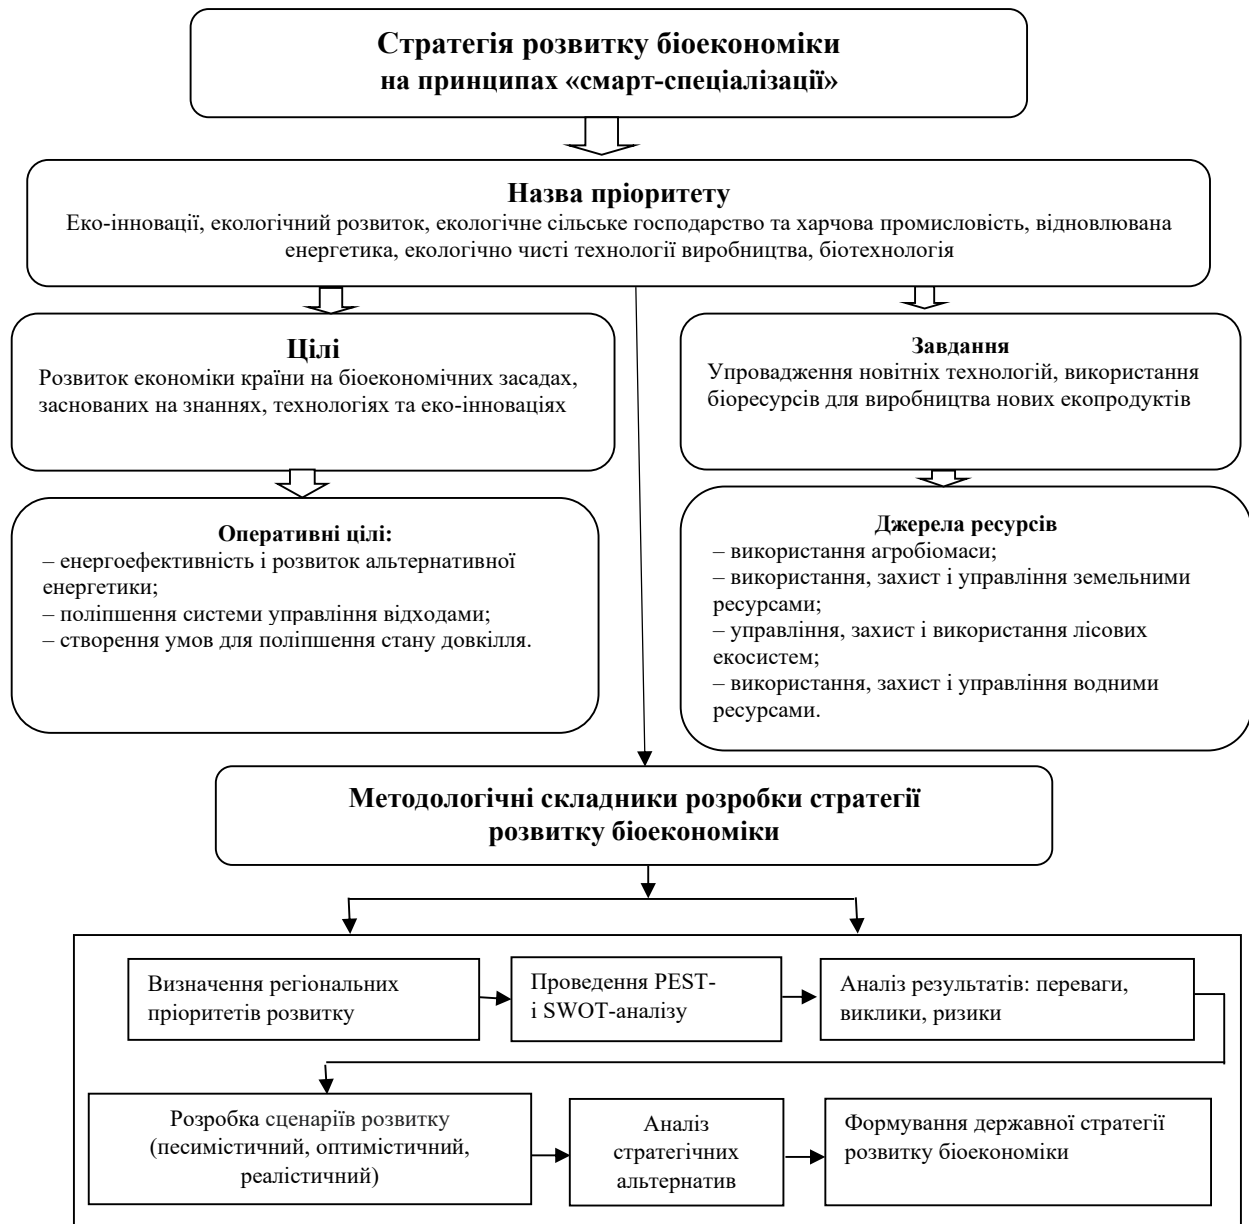 Стратегія розвитку біоекономіки
на принципах «смарт-спеціалізації»
Назва пріоритету
Еко-інновації, екологічний розвиток, екологічне сільське господарство та харчова промисловість, відновлювана
енергетика, екологічно чисті технології виробництва, біотехнологія
Цілі
Розвиток економіки країни на біоекономічних засадах,
заснованих на знаннях, технологіях та еко-інноваціях
Завдання
Упровадження новітніх технологій, використання
біоресурсів для виробництва нових екопродуктів
Оперативні цілі:
– енергоефективність і розвиток альтернативної
енергетики;
– поліпшення системи управління відходами;
– створення умов для поліпшення стану довкілля.
Джерела ресурсів
– використання агробіомаси;
– використання, захист і управління земельними
ресурсами;
– управління, захист і використання лісових
екосистем;
– використання, захист і управління водними
ресурсами.
Методологічні складники розробки стратегії
розвитку біоекономіки
Визначення регіональних
пріоритетів розвитку
Проведення PEST-
і SWOT-аналізу
Аналіз результатів: переваги,
виклики, ризики
Розробка сценаріїв розвитку
(песимістичний, оптимістичний,
реалістичний)
Аналіз
стратегічних
альтернатив
Формування державної стратегії
розвитку біоекономіки